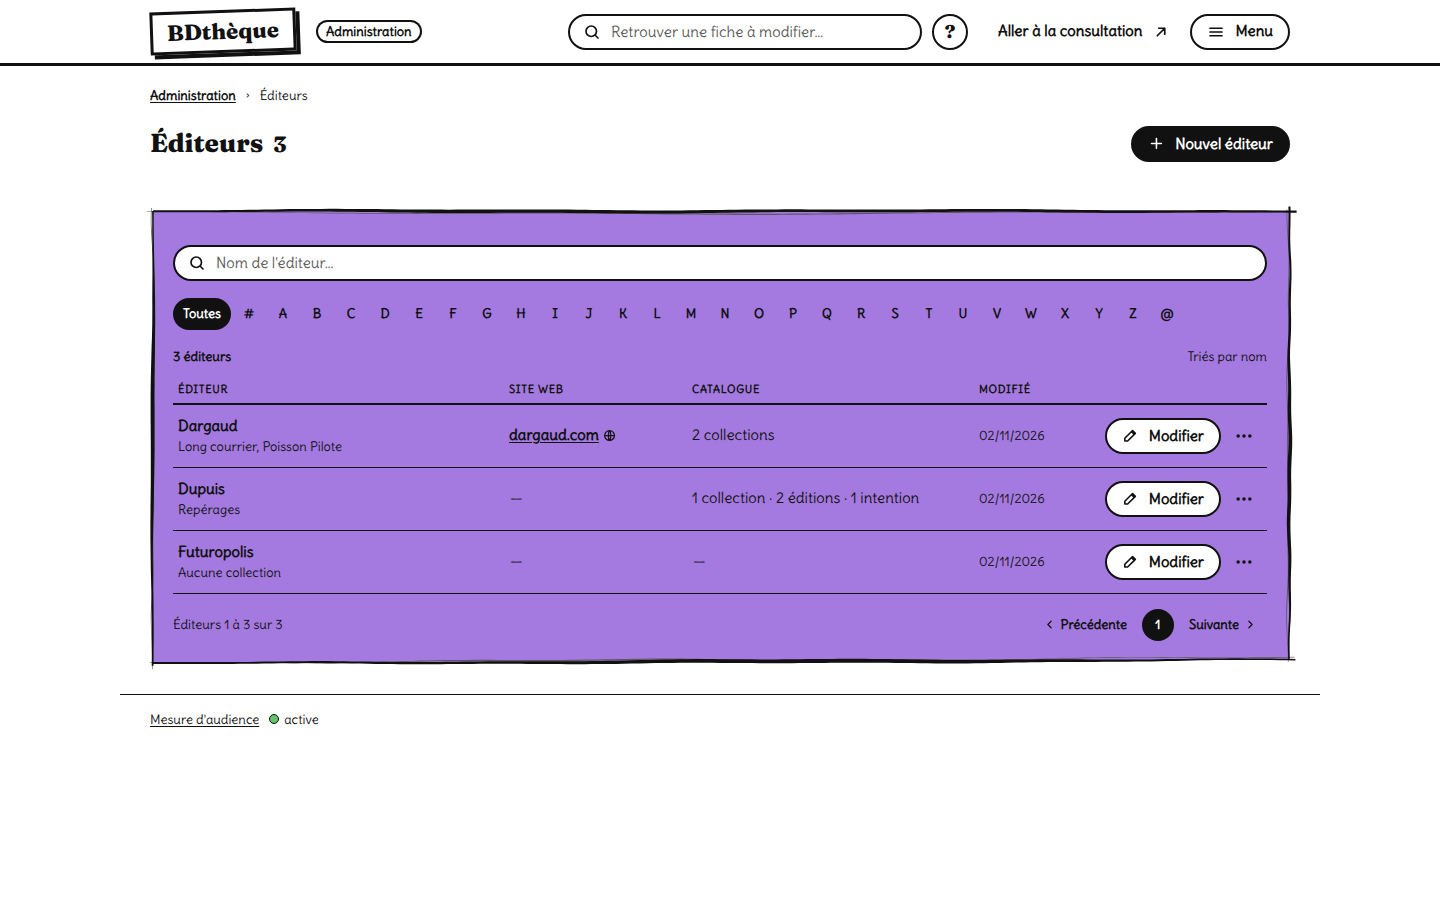 BDthèque
Administration
Retrouver une fiche à modifier...
?
Aller à la consultation
Menu
Administration › Éditeurs
Éditeurs 3
Nouvel éditeur
Nom de l'éditeur...
Toutes # A B C D E F G H I J K L M N O P Q R S T U V W X Y Z @
3 éditeurs
Triés par nom
ÉDITEUR SITE WEB CATALOGUE MODIFIÉ
Dargaud
Long courrier, Poisson Pilote
dargaud.com
2 collections
02/11/2026
Modifier
Dupuis
Repérages
—
1 collection · 2 éditions · 1 intention
02/11/2026
Modifier
Futuropolis
Aucune collection
—
—
02/11/2026
Modifier
Éditeurs 1 à 3 sur 3
‹ Précédente 1 Suivante ›
Mesure d'audience active